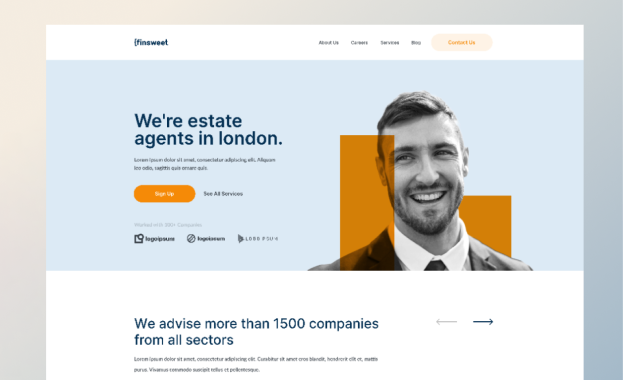 {finsweet
About Us Careers Services Blog Contact Us
We're estate
agents in london.
Lorem ipsum dolor sit amet, consectetur adipiscing elit. Aliquam
leo odio, sagittis quis ornare quis
Sign Up See All Services
Worked with 100+ Companies
logoipsum logoipsum LOGO IPSUM
We advise more than 1500 companies
from all sectors
Lorem ipsum dolor sit amet, consectetur adipiscing elit. Curabitur sit amet eros blandit, hendrerit elit et, mattis
purus. Vivamus commodo suscipit tellus et pellentesque.